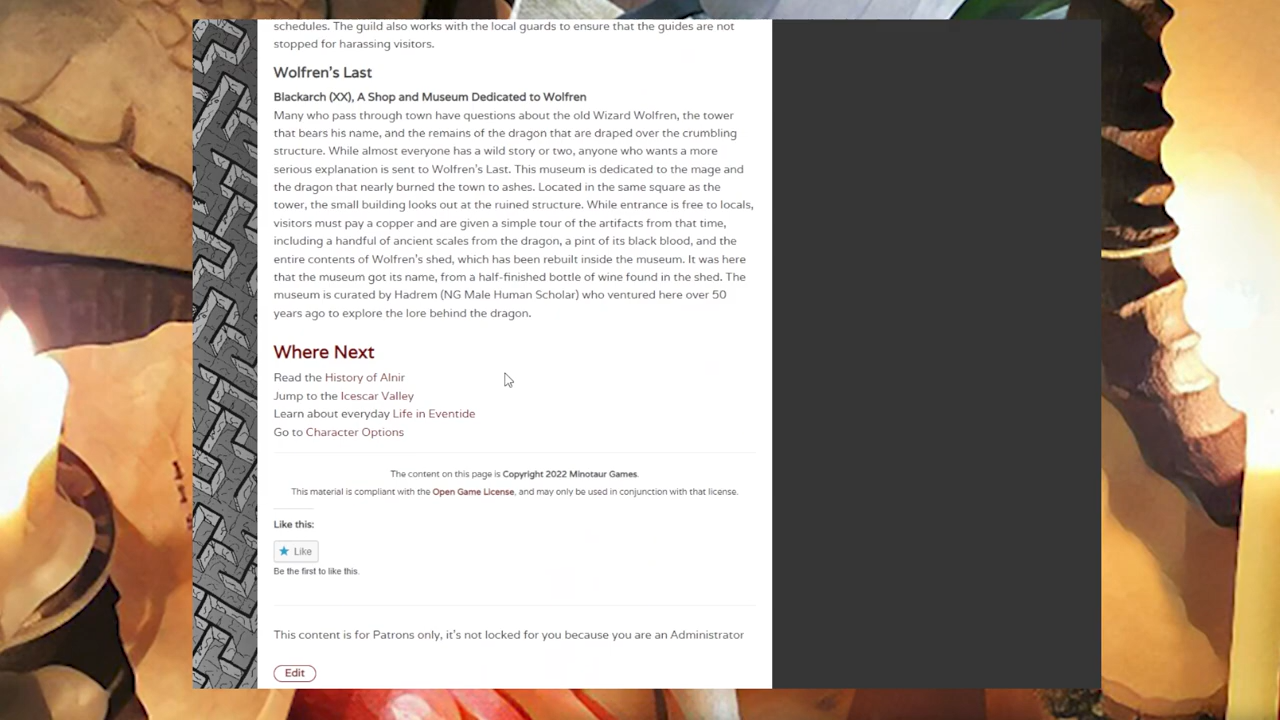 schedules. The guild also works with the local guards to ensure that the guides are not
stopped for harassing visitors.
Wolfren's Last
Blackarch (XX), A Shop and Museum Dedicated to Wolfren
Many who pass through town have questions about the old Wizard Wolfren, the tower
that bears his name, and the remains of the dragon that are draped over the crumbling
structure. While almost everyone has a wild story or two, anyone who wants a more
serious explanation is sent to Wolfren's Last. This museum is dedicated to the mage and
the dragon that nearly burned the town to ashes. Located in the same square as the
tower, the small building looks out at the ruined structure. While entrance is free to locals,
visitors must pay a copper and are given a simple tour of the artifacts from that time,
including a handful of ancient scales from the dragon, a pint of its black blood, and the
entire contents of Wolfren's shed, which has been rebuilt inside the museum. It was here
that the museum got its name, from a half-finished bottle of wine found in the shed. The
museum is curated by Hadrem (NG Male Human Scholar) who ventured here over 50
years ago to explore the lore behind the dragon.
Where Next
Read the History of Alnir
Jump to the Icescar Valley
Learn about everyday Life in Eventide
Go to Character Options
The content on this page is Copyright 2022 Minotaur Games.
This material is compliant with the Open Game License, and may only be used in conjunction with that license.
Like this:
Like
Be the first to like this.
This content is for Patrons only, it's not locked for you because you are an Administrator
Edit